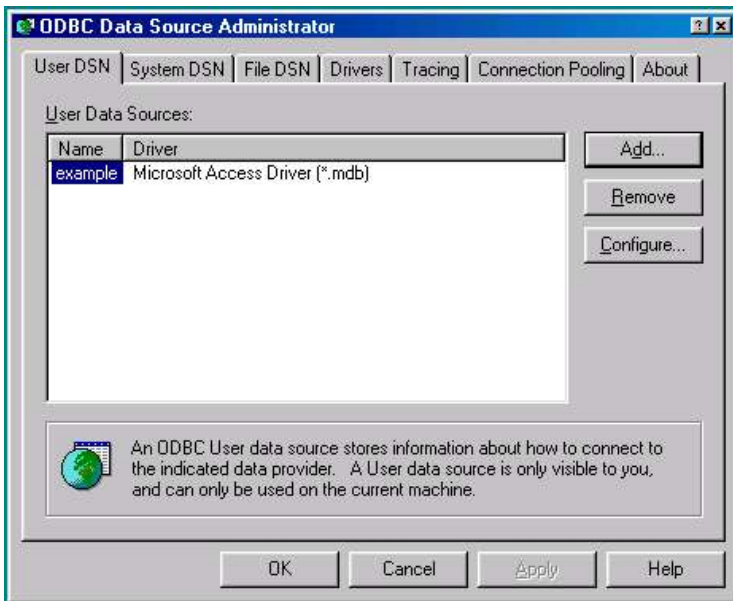 ODBC Data Source Administrator
User DSN System DSN File DSN Drivers Tracing Connection Pooling About
User Data Sources:
Name Driver
example Microsoft Access Driver (*.mdb)
Add...
Remove
Configure...
An ODBC User data source stores information about how to connect to
the indicated data provider. A User data source is only visible to you,
and can only be used on the current machine.
OK Cancel Apply Help